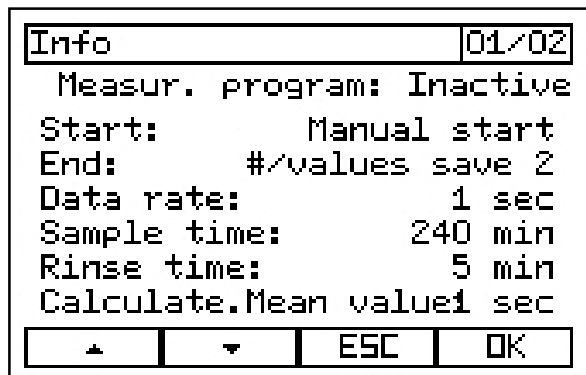 Info 01/02
Measur. program: Inactive
Start: Manual start
End: #/values save 2
Data rate: 1 sec
Sample time: 240 min
Rinse time: 5 min
Calculate.Mean value1 sec
▲ ▼ ESC OK